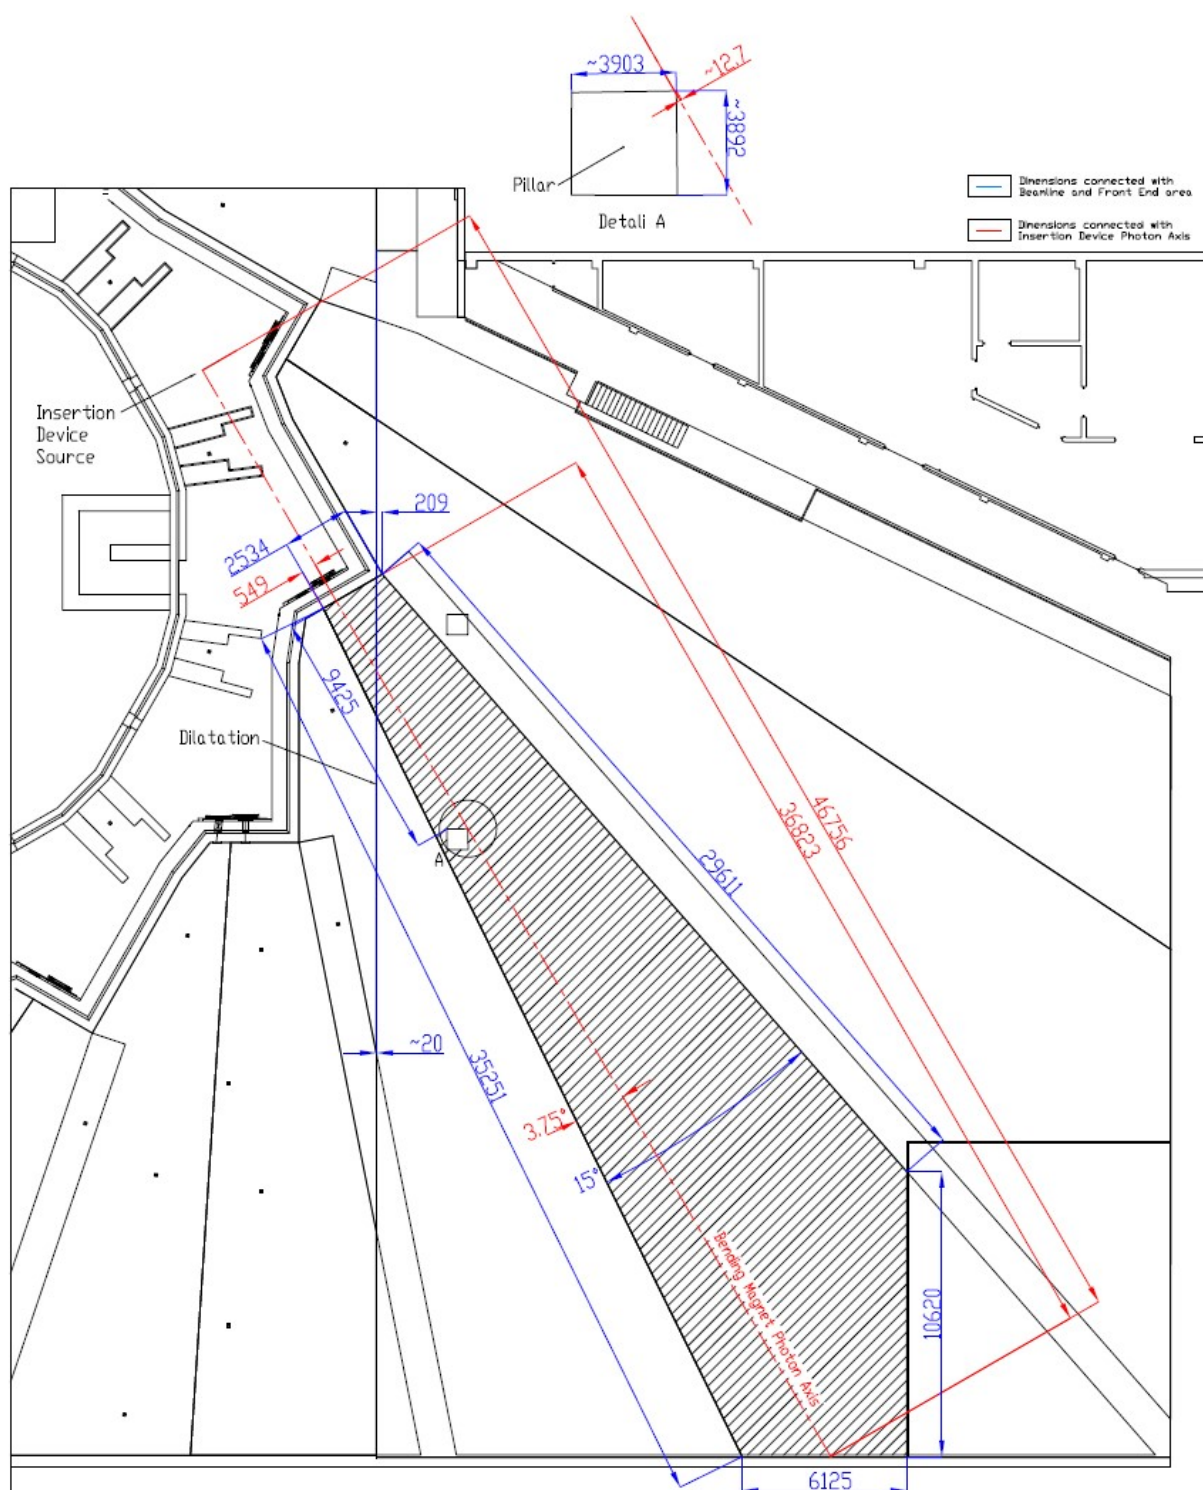 ~3903
~12.7
~3892
Pillar
Detali A
Dimensions connected with
Beamline and Front End area
Dimensions connected with
Insertion Device Photon Axis
Insertion
Device
Source
209
2534
549
9425
Dilatation
A
46756
36823
29611
~20
35251
3.75°
15°
Bending Magnet Photon Axis
10620
6125